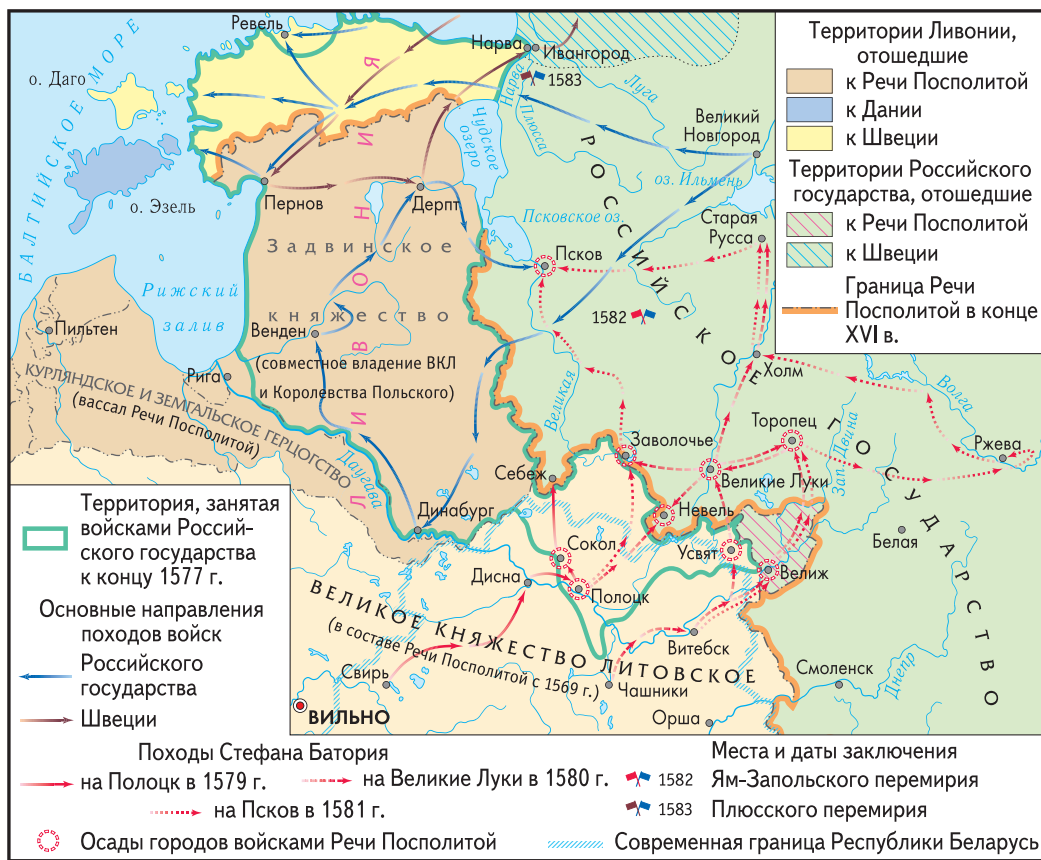 Ревель
Нарва
Ивангород
1583
о. Даго
БАЛТИЙСКОЕ МОРЕ
Нарва
Плюсса
Луга
Чудское
озеро
Великий
Новгород
оз. Ильмень
о. Эзель
Пернов
Дерпт
Псковское оз.
Псков
Старая
Русса
РОССИЙСКОЕ ГОСУДАРСТВО
ЛИВОНИЯ
Задвинское
княжество
(совместное владение ВКЛ
и Королевства Польского)
Рижский
залив
Пильтен
Венден
Рига
1582
Холм
Волга
Великая
КУРЛЯНДСКОЕ И ЗЕМГАЛЬСКОЕ ГЕРЦОГСТВО
(вассал Речи Посполитой)
Даугава
Заволочье
Торопец
Зап. Двина
Ржева
Себеж
Великие Луки
Динабург
Невель
Белая
Сокол
Усвят
Дисна
Полоцк
Велиж
ВЕЛИКОЕ КНЯЖЕСТВО ЛИТОВСКОЕ
(в составе Речи Посполитой с 1569 г.)
Витебск
Свирь
Чашники
Смоленск
Днепр
ВИЛЬНО
Орша
Территории Ливонии,
отошедшие
к Речи Посполитой
к Дании
к Швеции
Территории Российского
государства, отошедшие
к Речи Посполитой
к Швеции
Граница Речи
Посполитой в конце
XVI в.
Территория, занятая
войсками Россий-
ского государства
к концу 1577 г.
Основные направления
походов войск
Российского
государства
Швеции
Походы Стефана Батория
на Полоцк в 1579 г.
на Великие Луки в 1580 г.
на Псков в 1581 г.
Осады городов войсками Речи Посполитой
Места и даты заключения
1582 Ям-Запольского перемирия
1583 Плюсского перемирия
Современная граница Республики Беларусь